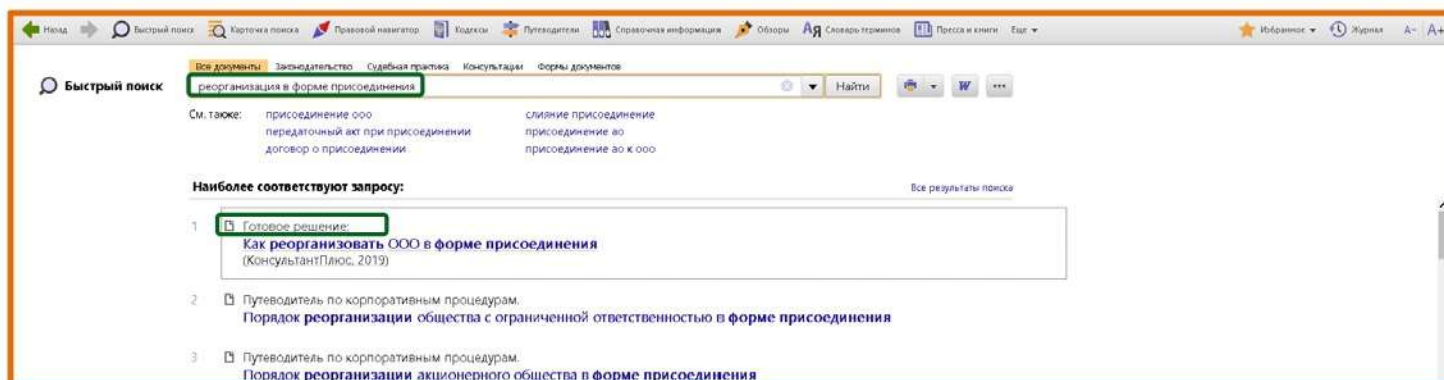 Назад Быстрый поиск Карточка поиска Правовой навигатор Кодексы Путеводители Справочная информация Обзоры Словарь терминов Пресса и книги Еще Избранное Журнал А- А+
Все документы Законодательство Судебная практика Консультации Формы документов
Быстрый поиск реорганизация в форме присоединения Найти W
См. также: присоединение ооо слияние присоединение
передаточный акт при присоединении присоединение ао
договор о присоединении присоединение ао к ооо
Наиболее соответствуют запросу: Все результаты поиска
1 Готовое решение:
Как реорганизовать ООО в форме присоединения
(КонсультантПлюс, 2019)
2 Путеводитель по корпоративным процедурам.
Порядок реорганизации общества с ограниченной ответственностью в форме присоединения
3 Путеводитель по корпоративным процедурам.
Порядок реорганизации акционерного общества в форме присоединения